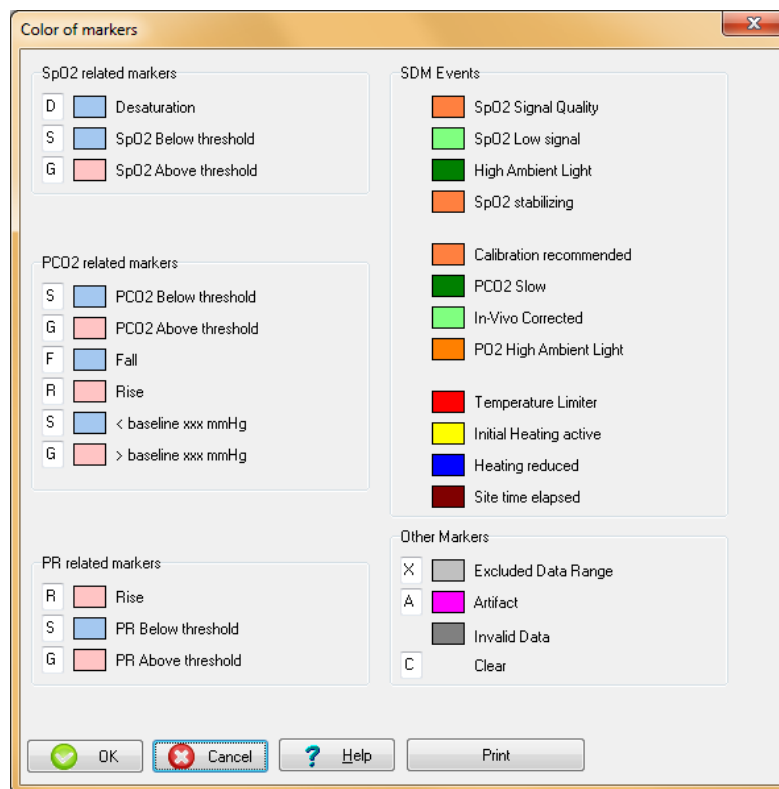 Color of markers
SpO2 related markers
D Desaturation
S SpO2 Below threshold
G SpO2 Above threshold
PCO2 related markers
S PCO2 Below threshold
G PCO2 Above threshold
F Fall
R Rise
S < baseline xxx mmHg
G > baseline xxx mmHg
PR related markers
R Rise
S PR Below threshold
G PR Above threshold
SDM Events
SpO2 Signal Quality
SpO2 Low signal
High Ambient Light
SpO2 stabilizing
Calibration recommended
PCO2 Slow
In-Vivo Corrected
PO2 High Ambient Light
Temperature Limiter
Initial Heating active
Heating reduced
Site time elapsed
Other Markers
X Excluded Data Range
A Artifact
Invalid Data
C Clear
OK Cancel Help Print